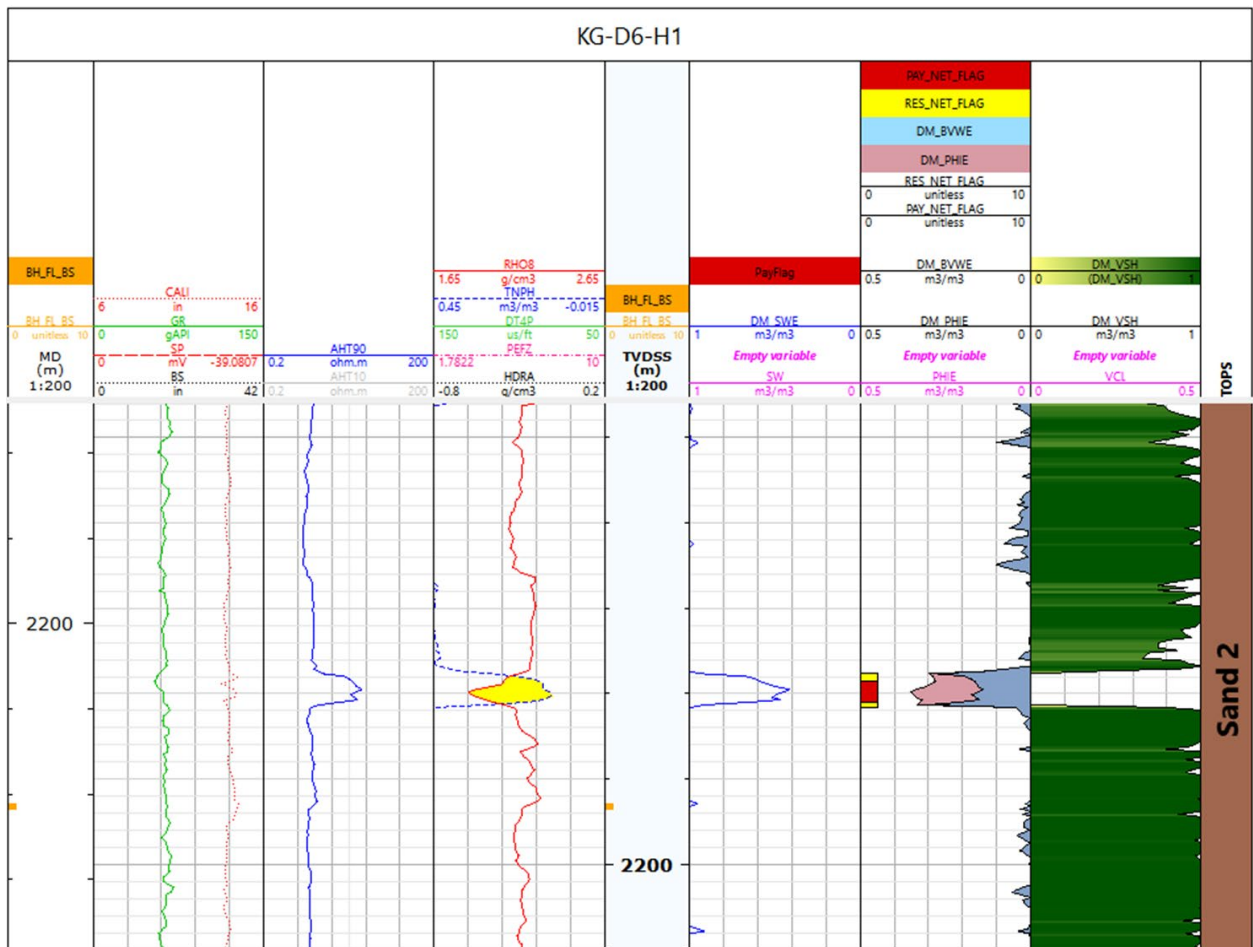 KG-D6-H1
PAY_NET_FLAG
RES_NET_FLAG
DM_BVWE
DM_PHIE
RES_NET_FLAG
0 unitless 10
PAY_NET_FLAG
0 unitless 10
BH_FL_BS
BH_FL_BS
0 unitless 10
MD
(m)
1:200
CALI
6 in 16
GR
0 gAPI 150
SP
0 mV -39.0807
BS
0 in 42
AHT90
0.2 ohm.m 200
AHT10
0.2 ohm.m 200
RHO8
1.65 g/cm3 2.65
TNPH
0.45 m3/m3 -0.015
DT4P
150 us/ft 50
PEFZ
1.7822 10
HDRA
-0.8 g/cm3 0.2
BH_FL_BS
BH_FL_BS
0 unitless 10
TVDSS
(m)
1:200
PayFlag
DM_SWE
1 m3/m3 0
Empty variable
SW
1 m3/m3 0
DM_BVWE
0.5 m3/m3 0
DM_PHIE
0.5 m3/m3 0
Empty variable
PHIE
0.5 m3/m3 0
DM_VSH
0 (DM_VSH) 1
DM_VSH
0 m3/m3 1
Empty variable
VCL
0 0.5
TOPS
2200
2200
Sand 2